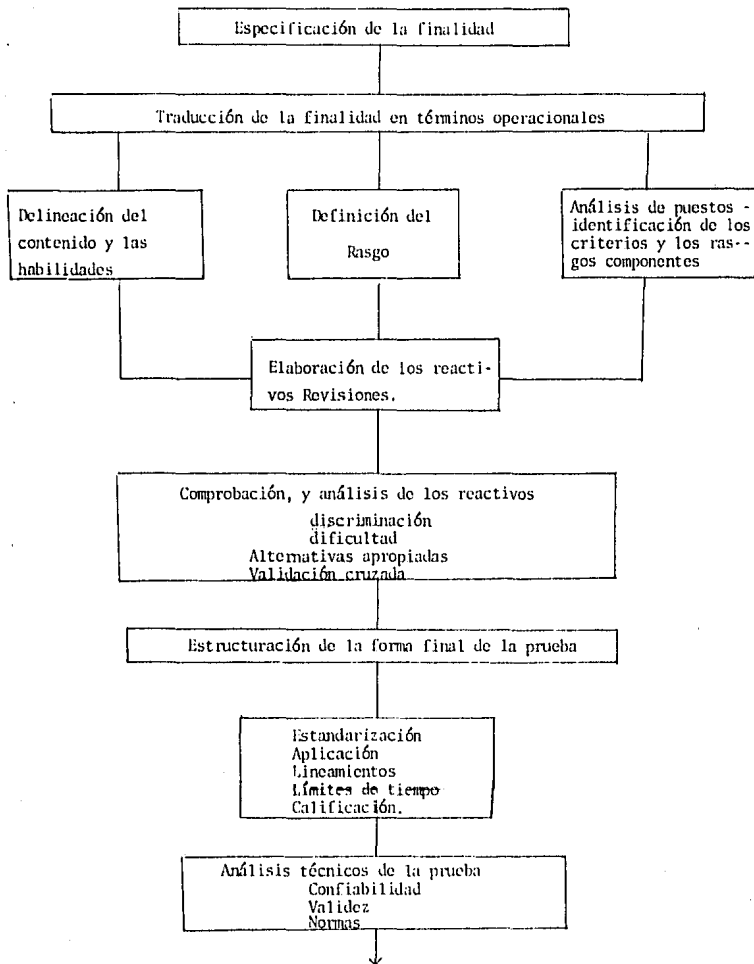 Especificación de la finalidad
Traducción de la finalidad en términos operacionales
Delineación del
contenido y las
habilidades
Definición del
Rasgo
Análisis de puestos -
identificación de los
criterios y los ras--
gos componentes
Elaboración de los reacti-
vos Revisiones.
Comprobación, y análisis de los reactivos
discriminación
dificultad
Alternativas apropiadas
Validación cruzada
Estructuración de la forma final de la prueba
Estandarización
Aplicación
Lineamientos
Límites de tiempo
Calificación.
Análisis técnicos de la prueba
Confiabilidad
Validez
Normas